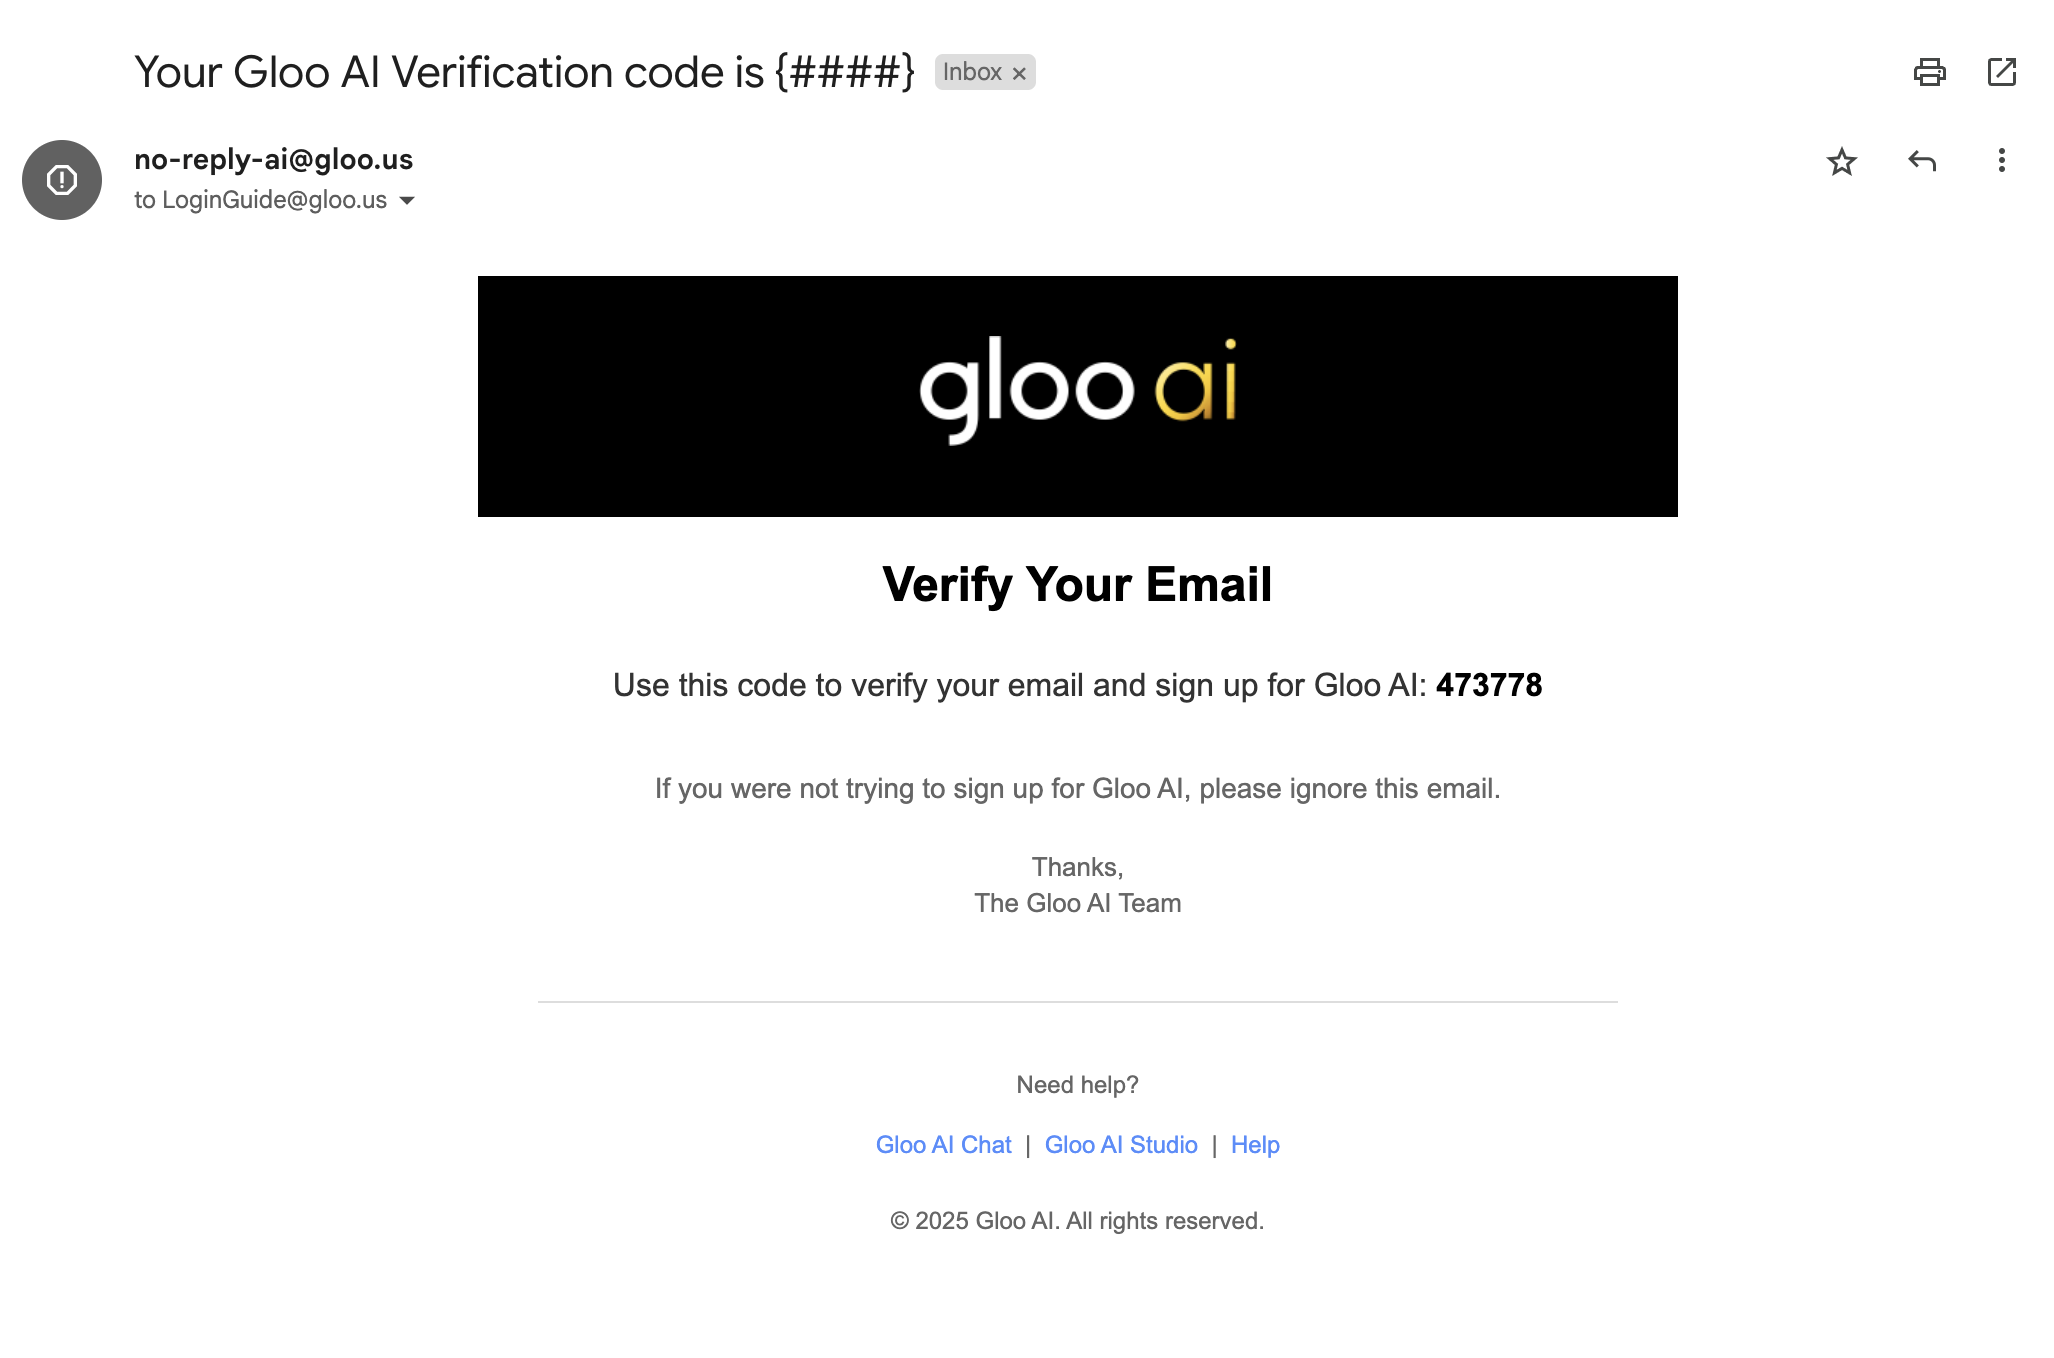 Your Gloo AI Verification code is {####} Inbox ×
no-reply-ai@gloo.us
to LoginGuide@gloo.us
gloo ai
Verify Your Email
Use this code to verify your email and sign up for Gloo AI: 473778
If you were not trying to sign up for Gloo AI, please ignore this email.
Thanks,
The Gloo AI Team
Need help?
Gloo AI Chat | Gloo AI Studio | Help
© 2025 Gloo AI. All rights reserved.